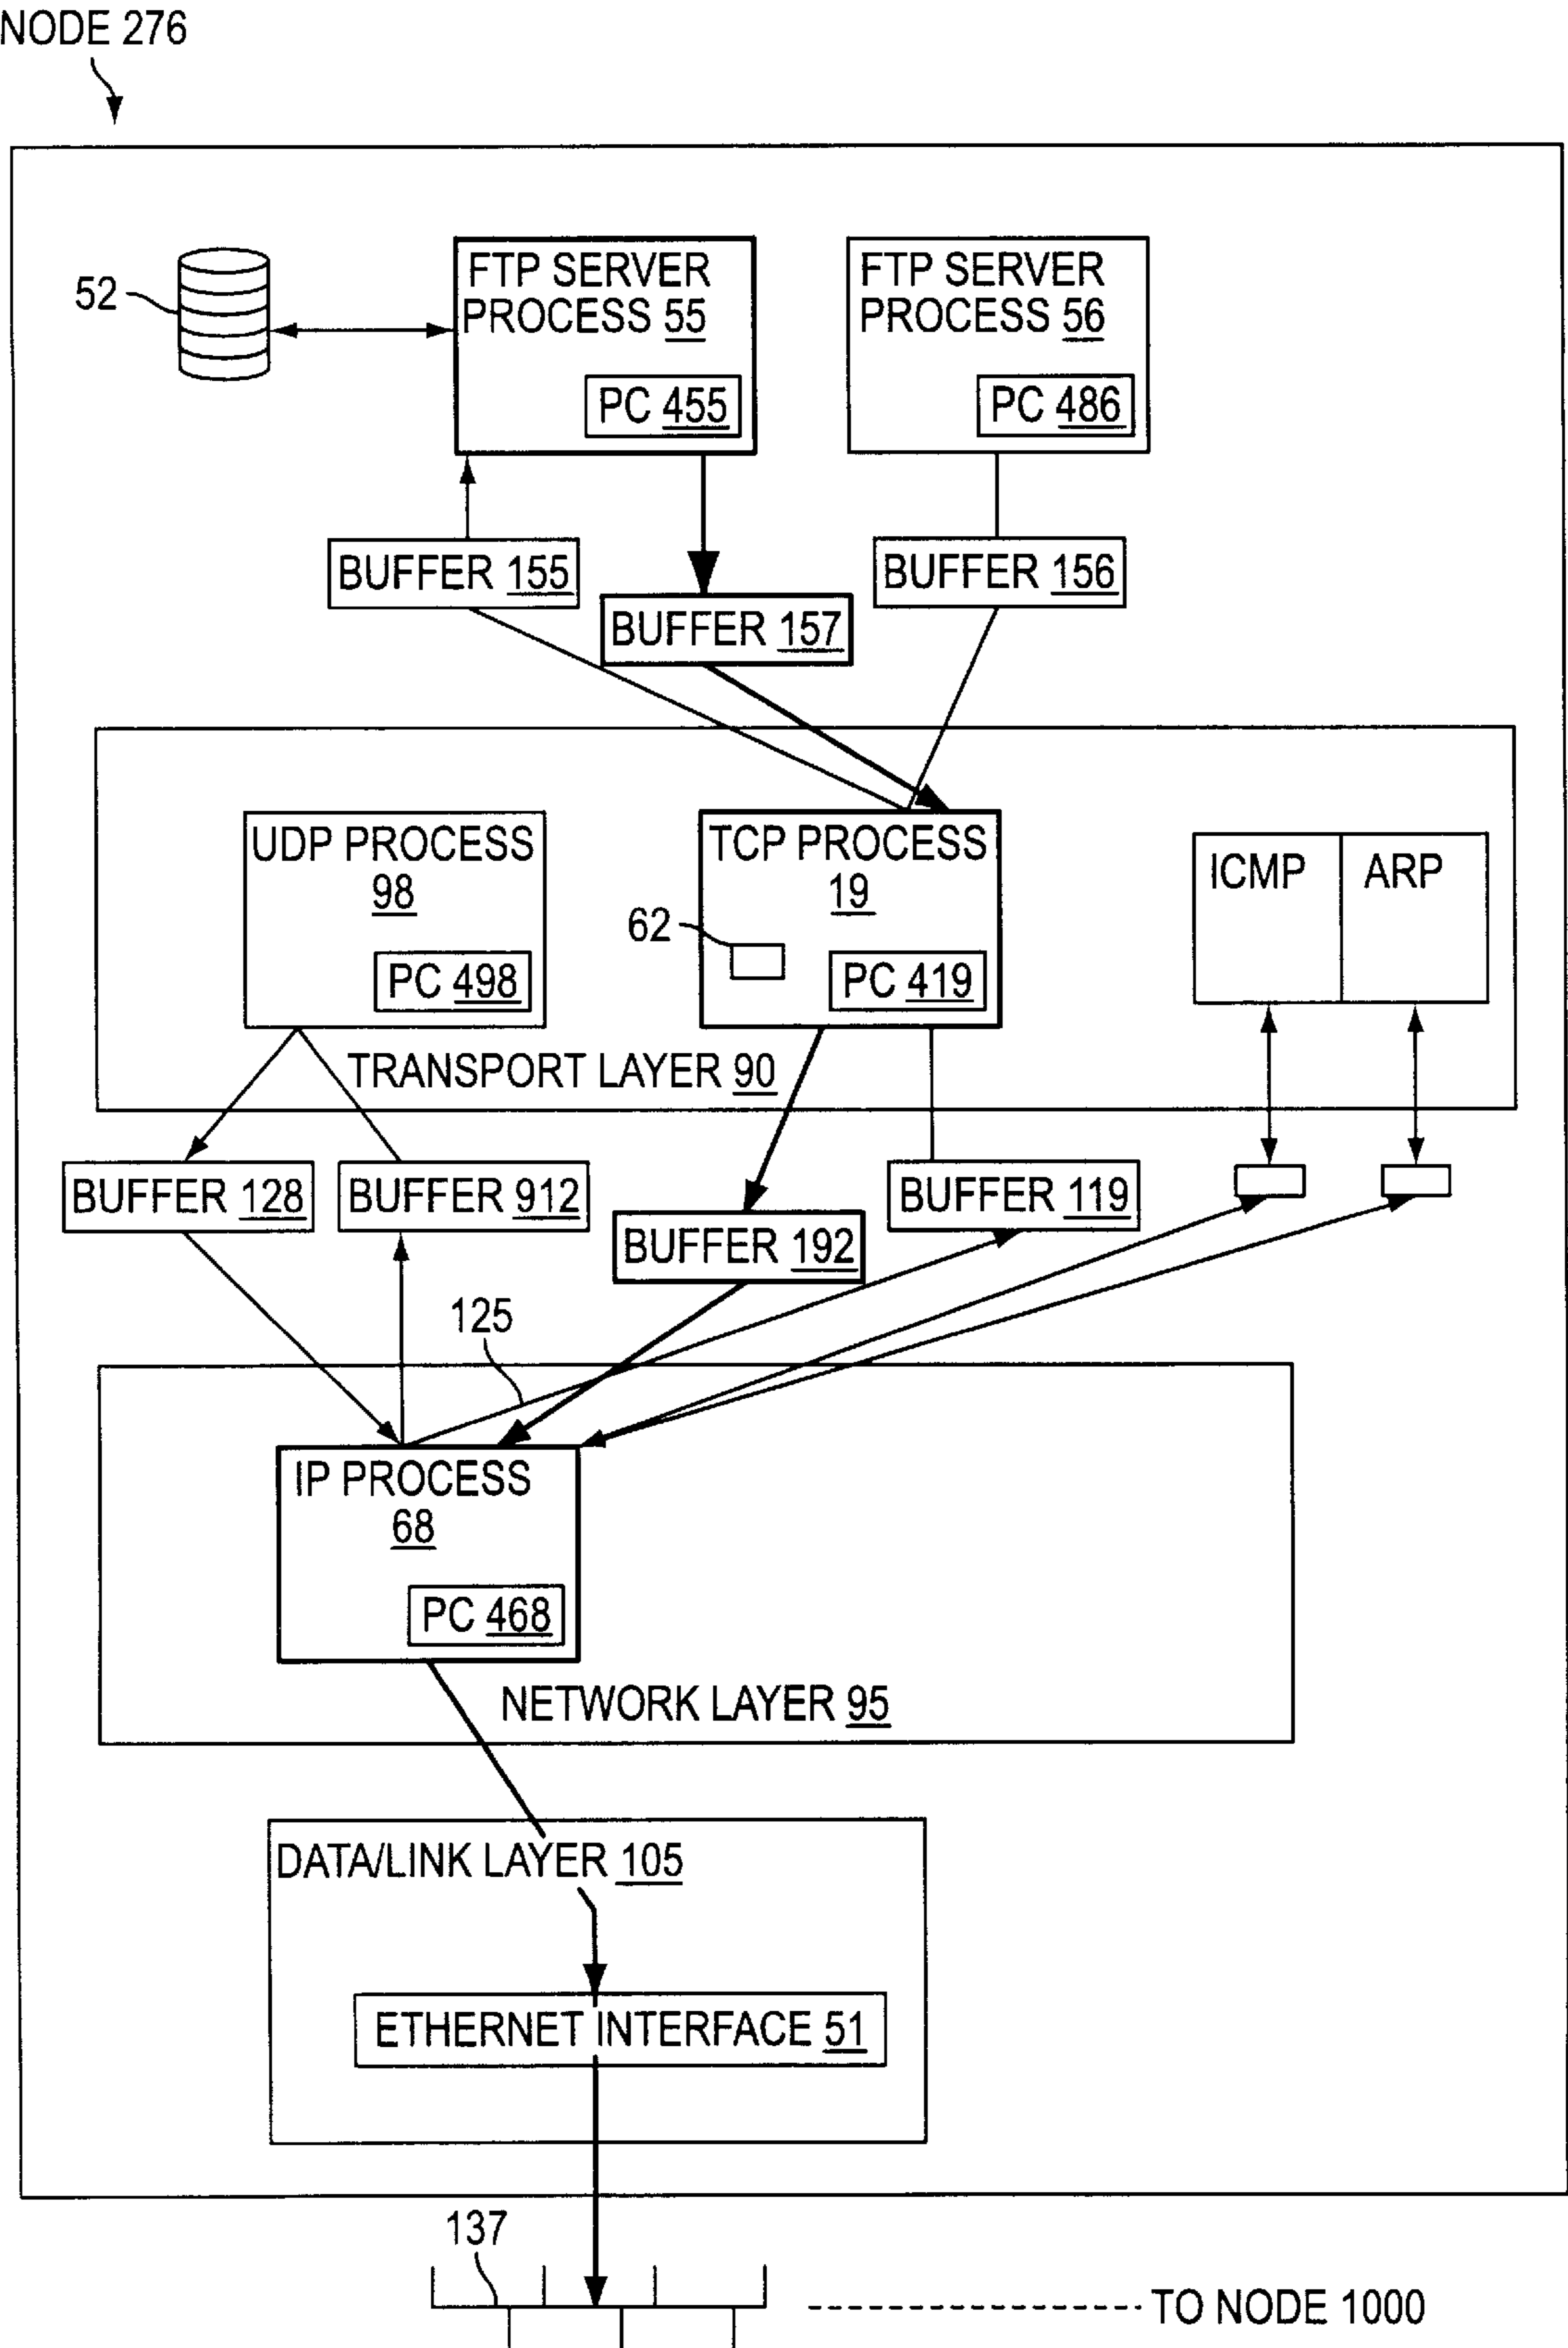 NODE 276
52
FTP SERVER
PROCESS 55
PC 455
FTP SERVER
PROCESS 56
PC 486
BUFFER 155
BUFFER 157
BUFFER 156
UDP PROCESS
98
PC 498
TCP PROCESS
19
62
PC 419
ICMP
ARP
TRANSPORT LAYER 90
BUFFER 128
BUFFER 912
BUFFER 192
BUFFER 119
125
IP PROCESS
68
PC 468
NETWORK LAYER 95
DATA/LINK LAYER 105
ETHERNET INTERFACE 51
137
TO NODE 1000